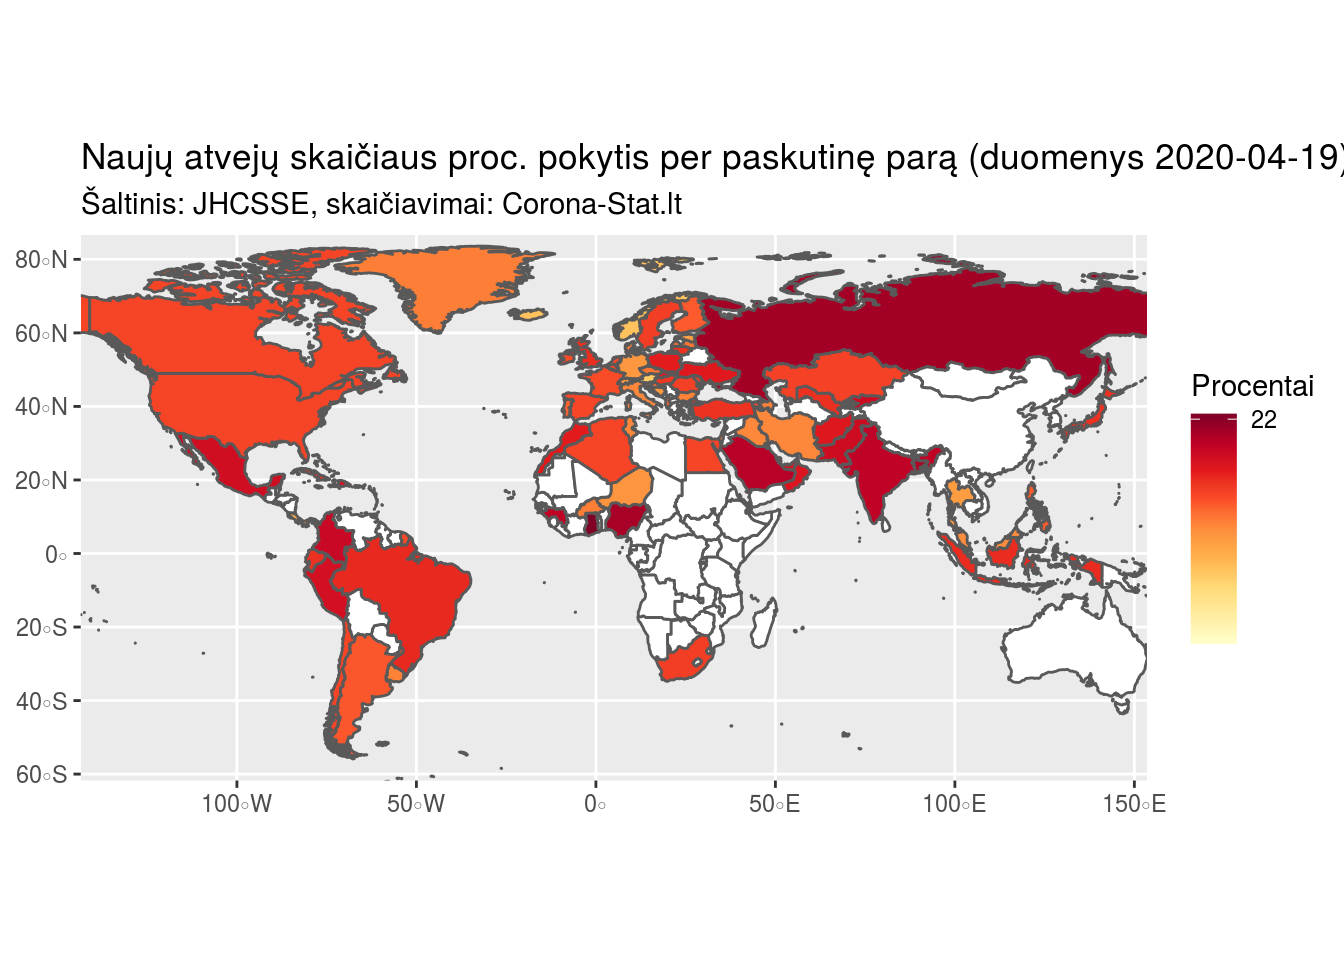 Naujų atvejų skaičiaus proc. pokytis per paskutinę parą (duomenys 2020-04-19)
Šaltinis: JHCSSE, skaičiavimai: Corona-Stat.lt
80°N
60°N
40°N
20°N
0°
20°S
40°S
60°S
100°W
50°W
0°
50°E
100°E
150°E
Procentai
22